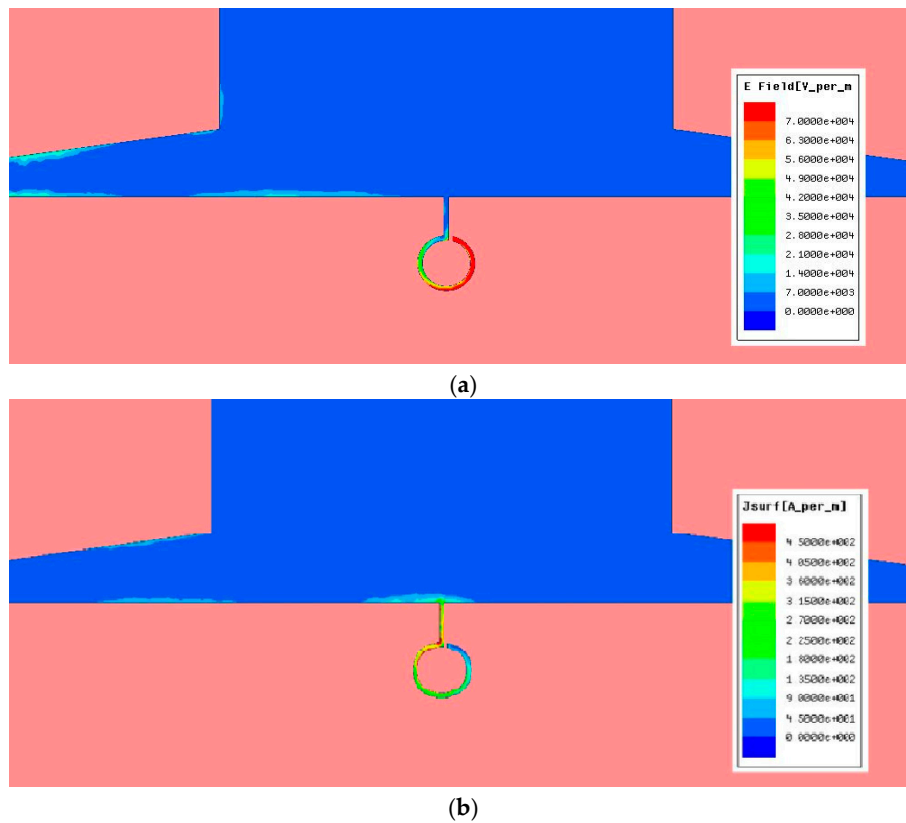 E Field[V_per_m
7.0000e+004
6.3000e+004
5.6000e+004
4.9000e+004
4.2000e+004
3.5000e+004
2.8000e+004
2.1000e+004
1.4000e+004
7.0000e+003
0.0000e+000
(a)
Jsurf[A_per_m]
4 5000e+002
4 0500e+002
3 6000e+002
3 1500e+002
2 7000e+002
2 2500e+002
1 8000e+002
1 3500e+002
9 0000e+001
4 5000e+001
0 0000e+000
(b)